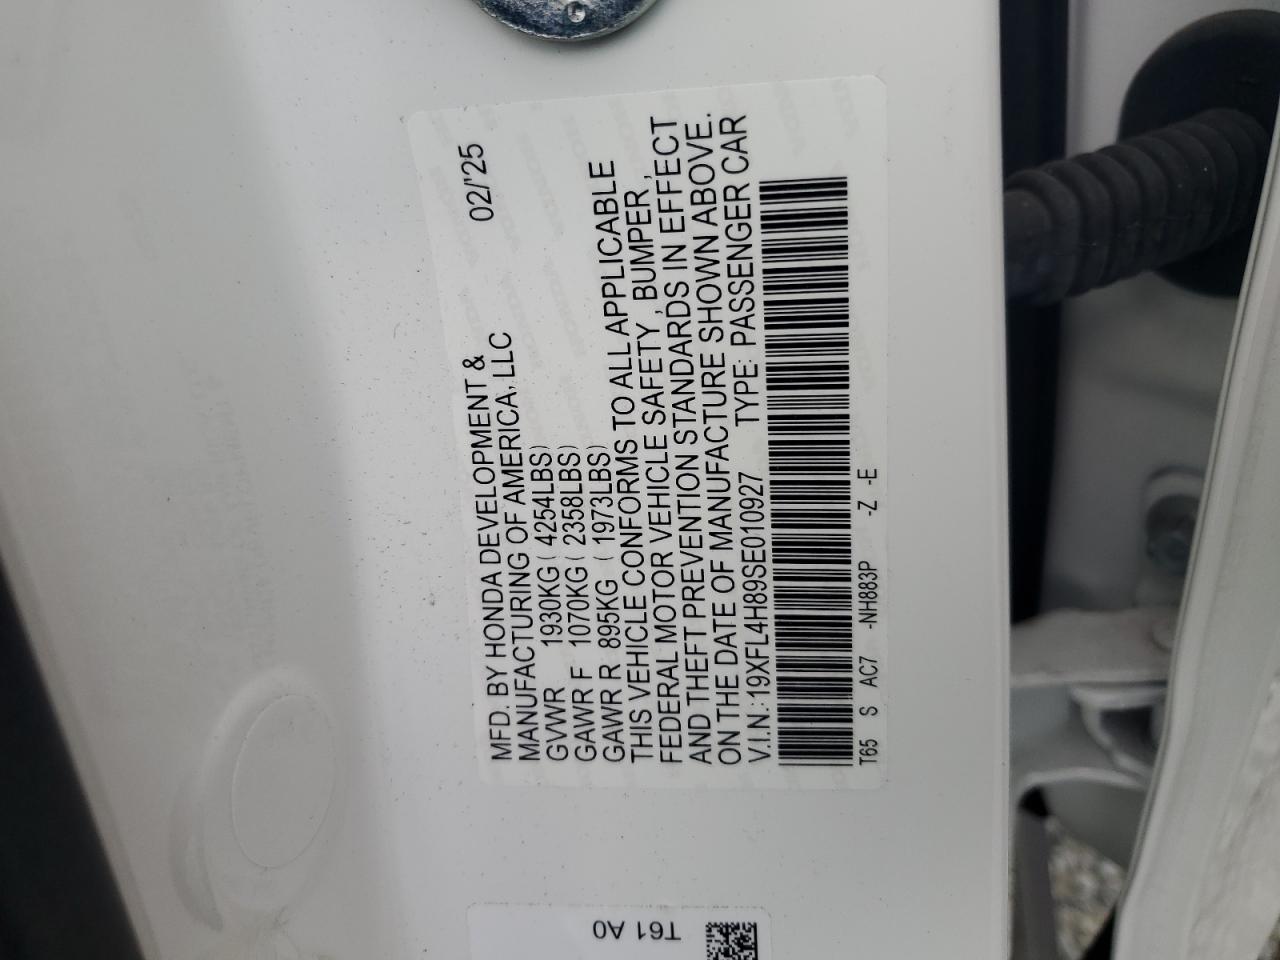 MFD. BY HONDA DEVELOPMENT & 02/'25
MANUFACTURING OF AMERICA, LLC
GVWR 1930KG ( 4254LBS)
GAWR F 1070KG ( 2358LBS)
GAWR R 895KG ( 1973LBS)
THIS VEHICLE CONFORMS TO ALL APPLICABLE
FEDERAL MOTOR VEHICLE SAFETY , BUMPER ,
AND THEFT PREVENTION STANDARDS IN EFFECT
ON THE DATE OF MANUFACTURE SHOWN ABOVE.
V.I.N.: 19XFL4H89SE010927 TYPE: PASSENGER CAR
T65 S AC7 -NH883P -Z -E
T61 A0